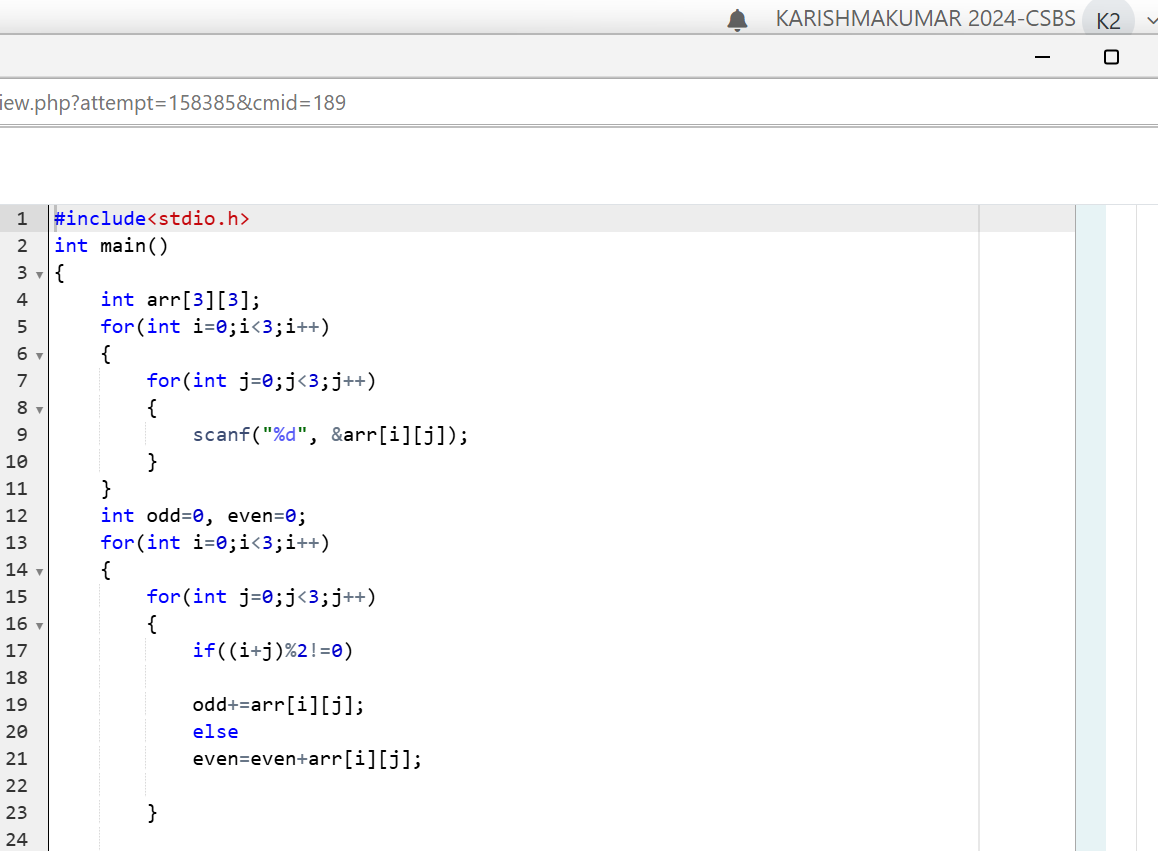 KARISHMAKUMAR 2024-CSBS K2
iew.php?attempt=158385&cmid=189
1 #include<stdio.h>
2 int main()
3 {
4 int arr[3][3];
5 for(int i=0;i<3;i++)
6 {
7 for(int j=0;j<3;j++)
8 {
9 scanf("%d", &arr[i][j]);
10 }
11 }
12 int odd=0, even=0;
13 for(int i=0;i<3;i++)
14 {
15 for(int j=0;j<3;j++)
16 {
17 if((i+j)%2!=0)
18
19 odd+=arr[i][j];
20 else
21 even=even+arr[i][j];
22
23 }
24